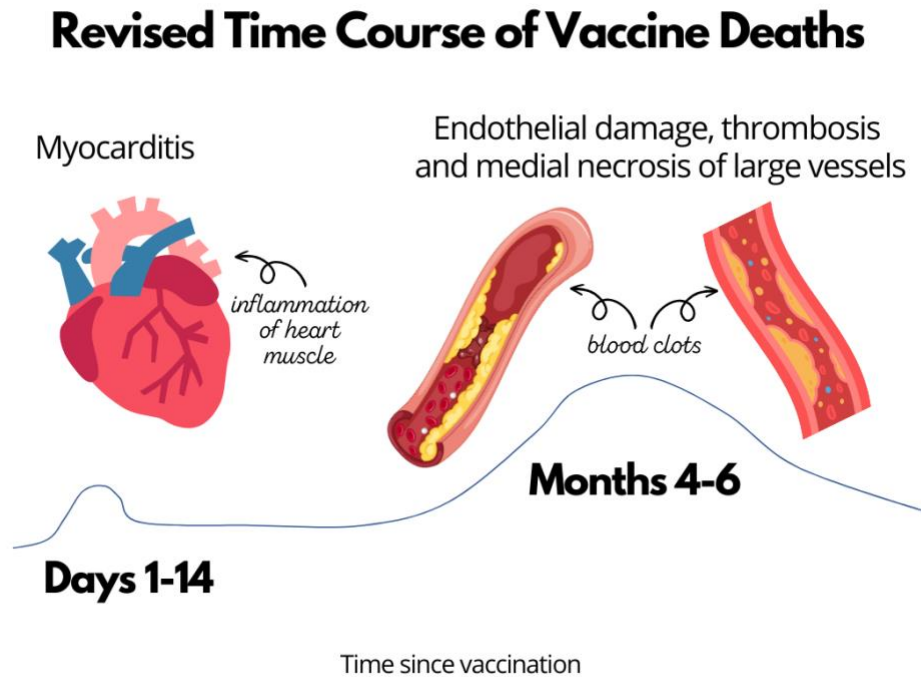 Revised Time Course of Vaccine Deaths
Myocarditis
Endothelial damage, thrombosis
and medial necrosis of large vessels
inflammation
of heart
muscle
blood clots
Months 4-6
Days 1-14
Time since vaccination